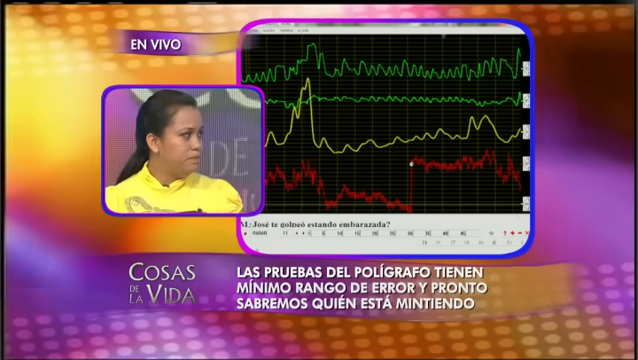 EN VIVO
M¿ José te golpeó estando embarazada?
PARAR
COSAS
DE
LA VIDA
LAS PRUEBAS DEL POLÍGRAFO TIENEN
MÍNIMO RANGO DE ERROR Y PRONTO
SABREMOS QUIÉN ESTÁ MINTIENDO